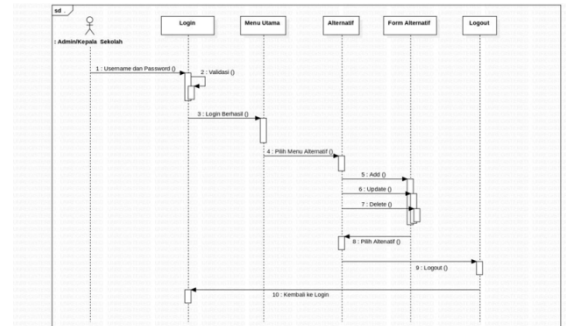 sd .
Login
Menu Utama
Alternatif
Form Alternatif
Logout
: Admin/Kepala Sekolah
1 : Username dan Password ()
2 : Validasi ()
3 : Login Berhasil ()
4 : Pilih Menu Alternatif ()
5 : Add ()
6 : Update ()
7 : Delete ()
8 : Pilih Alternatif ()
9 : Logout ()
10 : Kembali ke Login